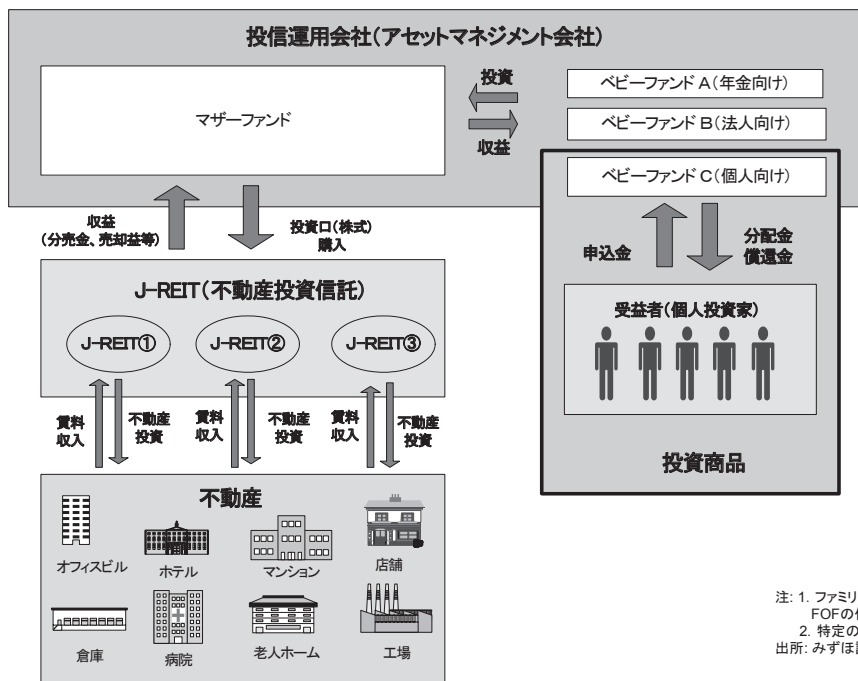 投信運用会社(アセットマネジメント会社)
マザーファンド
投資
収益
ベビーファンド A(年金向け)
ベビーファンド B(法人向け)
ベビーファンド C(個人向け)
収益
(分売金、売却益等)
投資口(株式)
購入
申込金
分配金
償還金
J-REIT(不動産投資信託)
J-REIT①
J-REIT②
J-REIT③
受益者(個人投資家)
投資商品
賃料
収入
不動産
投資
賃料
収入
不動産
投資
賃料
収入
不動産
投資
不動産
オフィスビル
ホテル
マンション
店舗
倉庫
病院
老人ホーム
工場
注: 1. ファミリ
FOFの
2. 特定の
出所: みずほ